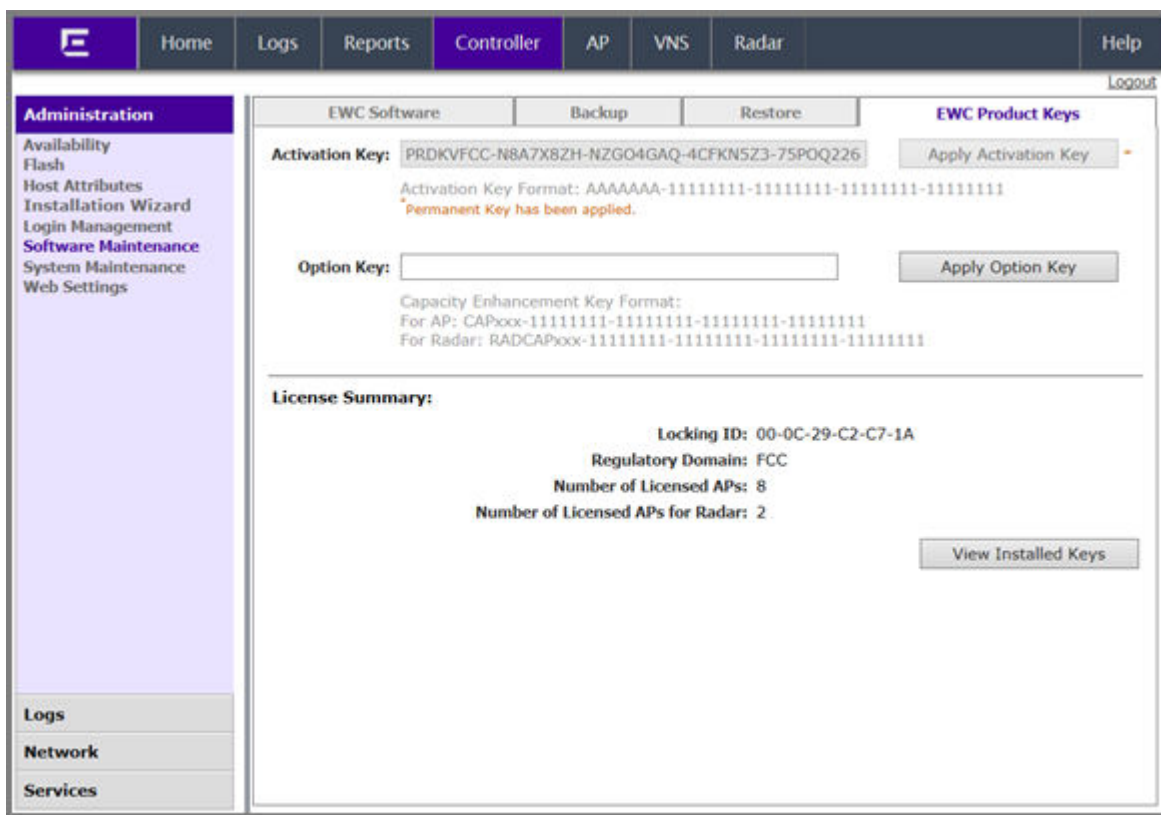 Home Logs Reports Controller AP VNS Radar Help
Logout
Administration
Availability
Flash
Host Attributes
Installation Wizard
Login Management
Software Maintenance
System Maintenance
Web Settings
Logs
Network
Services
EWC Software Backup Restore EWC Product Keys
Activation Key: PRDKVFCC-N8A7X8ZH-NZGO4GAQ-4CFKN5Z3-75POQ226 Apply Activation Key *
Activation Key Format: AAAAAAA-11111111-11111111-11111111-11111111
*Permanent Key has been applied.
Option Key: Apply Option Key
Capacity Enhancement Key Format:
For AP: CAPxxx-11111111-11111111-11111111-11111111
For Radar: RADCAPxxx-11111111-11111111-11111111-11111111
License Summary:
Locking ID: 00-0C-29-C2-C7-1A
Regulatory Domain: FCC
Number of Licensed APs: 8
Number of Licensed APs for Radar: 2
View Installed Keys